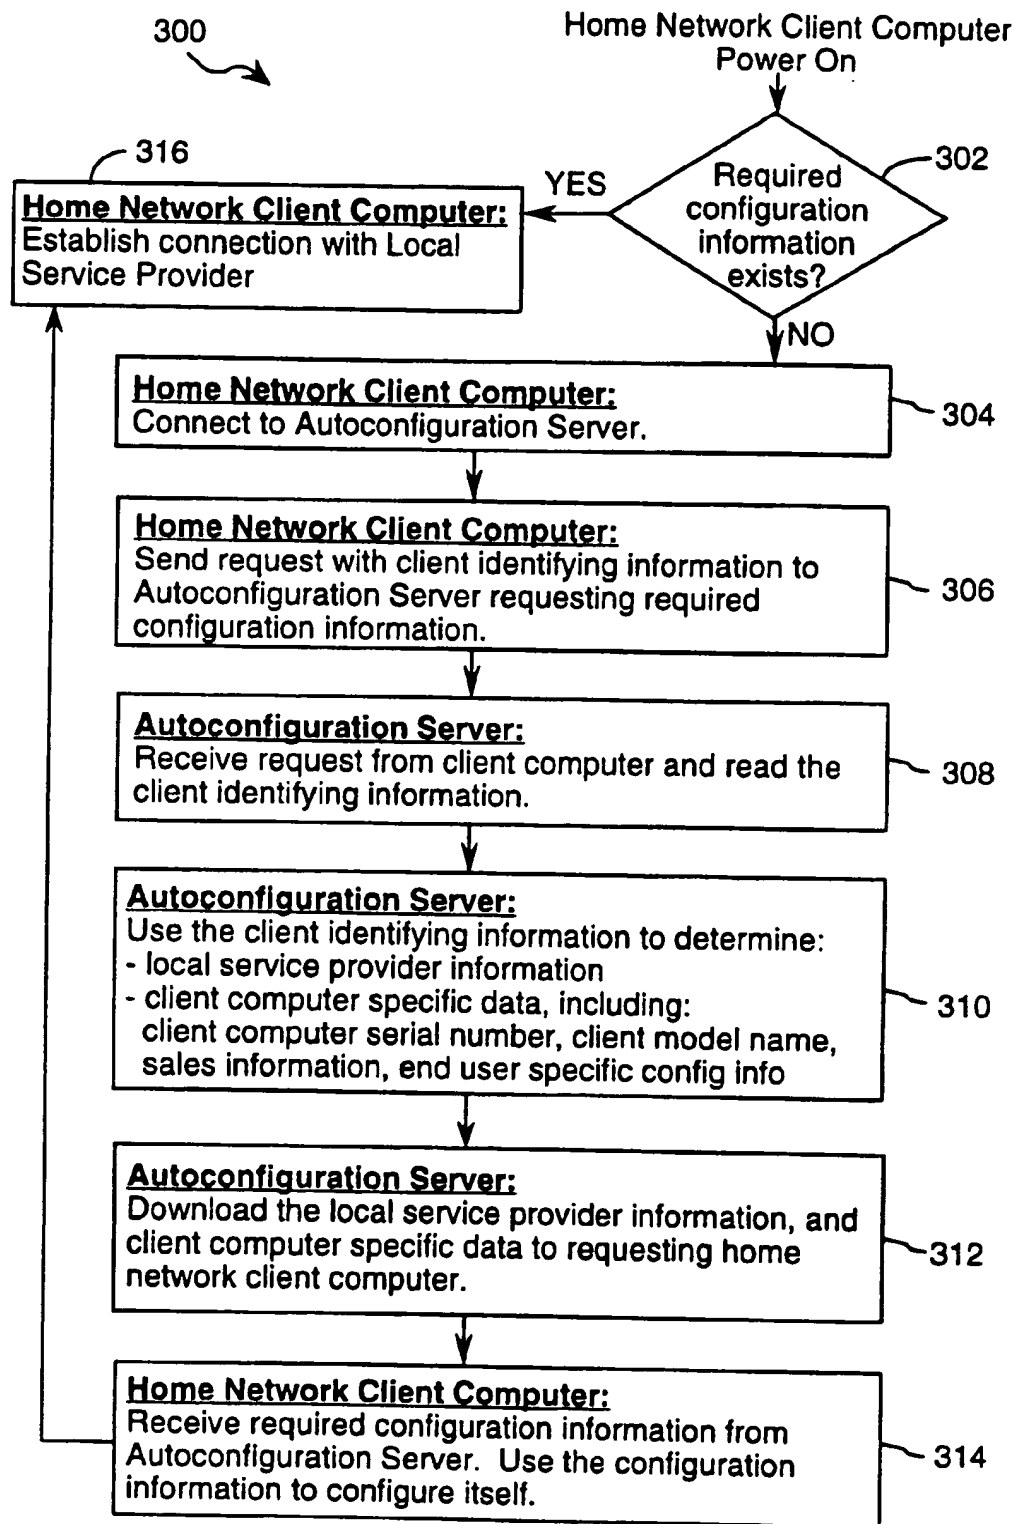 300
Home Network Client Computer
Power On
302
Required
configuration
information
exists?
YES
316
Home Network Client Computer:
Establish connection with Local
Service Provider
NO
Home Network Client Computer:
Connect to Autoconfiguration Server.
304
Home Network Client Computer:
Send request with client identifying information to
Autoconfiguration Server requesting required
configuration information.
306
Autoconfiguration Server:
Receive request from client computer and read the
client identifying information.
308
Autoconfiguration Server:
Use the client identifying information to determine:
- local service provider information
- client computer specific data, including:
client computer serial number, client model name,
sales information, end user specific config info
310
Autoconfiguration Server:
Download the local service provider information, and
client computer specific data to requesting home
network client computer.
312
Home Network Client Computer:
Receive required configuration information from
Autoconfiguration Server. Use the configuration
information to configure itself.
314